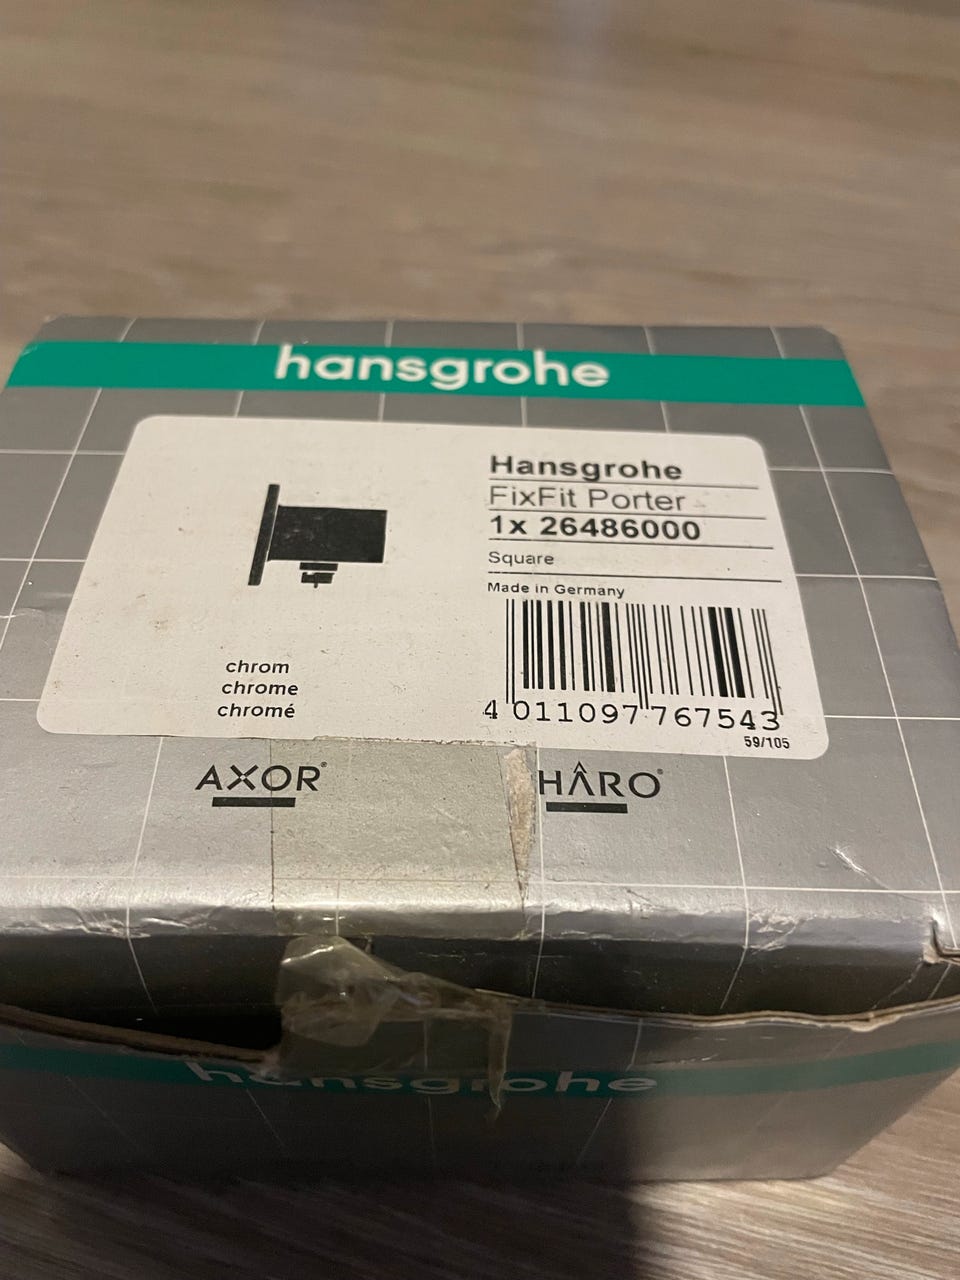 hansgrohe
Hansgrohe
FixFit Porter
1x 26486000
Square
Made in Germany
chrom
chrome
chromé
4 011097 767543
59/105
AXOR®
HÂRO®
hansgrohe